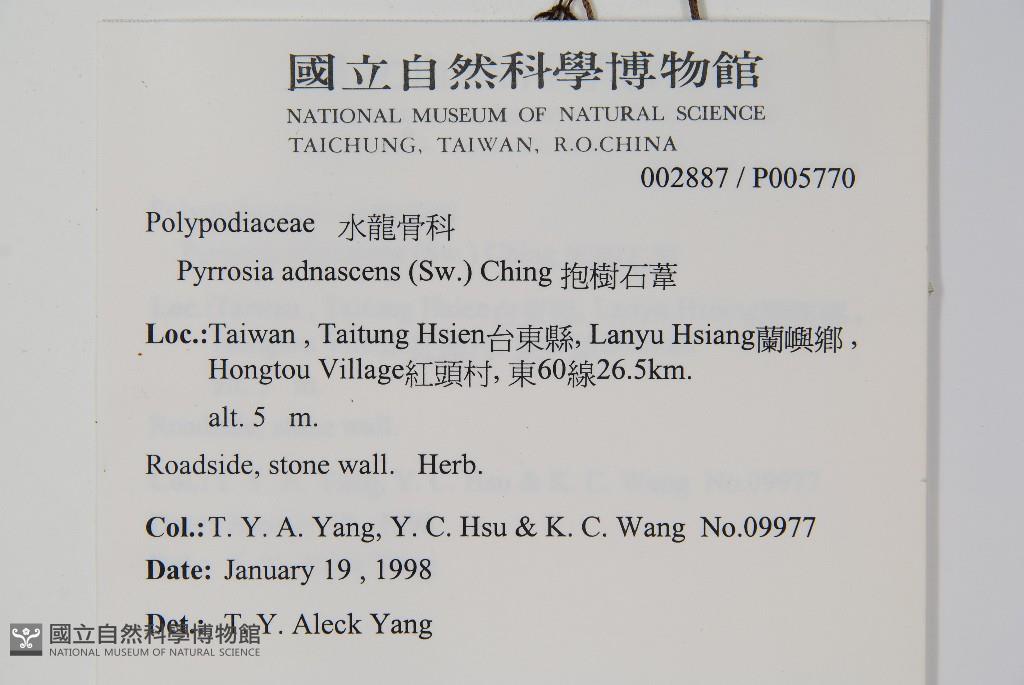 國立自然科學博物館
NATIONAL MUSEUM OF NATURAL SCIENCE
TAICHUNG, TAIWAN, R.O.CHINA
002887 / P005770
Polypodiaceae 水龍骨科
Pyrrosia adnascens (Sw.) Ching 抱樹石葦
Loc.:Taiwan , Taitung Hsien台東縣, Lanyu Hsiang蘭嶼鄉 ,
Hongtou Village紅頭村, 東60線26.5km.
alt. 5 m.
Roadside, stone wall. Herb.
Col.:T. Y. A. Yang, Y. C. Hsu & K. C. Wang No.09977
Date: January 19 , 1998
Det.: T. Y. Aleck Yang
國立自然科學博物館
NATIONAL MUSEUM OF NATURAL SCIENCE